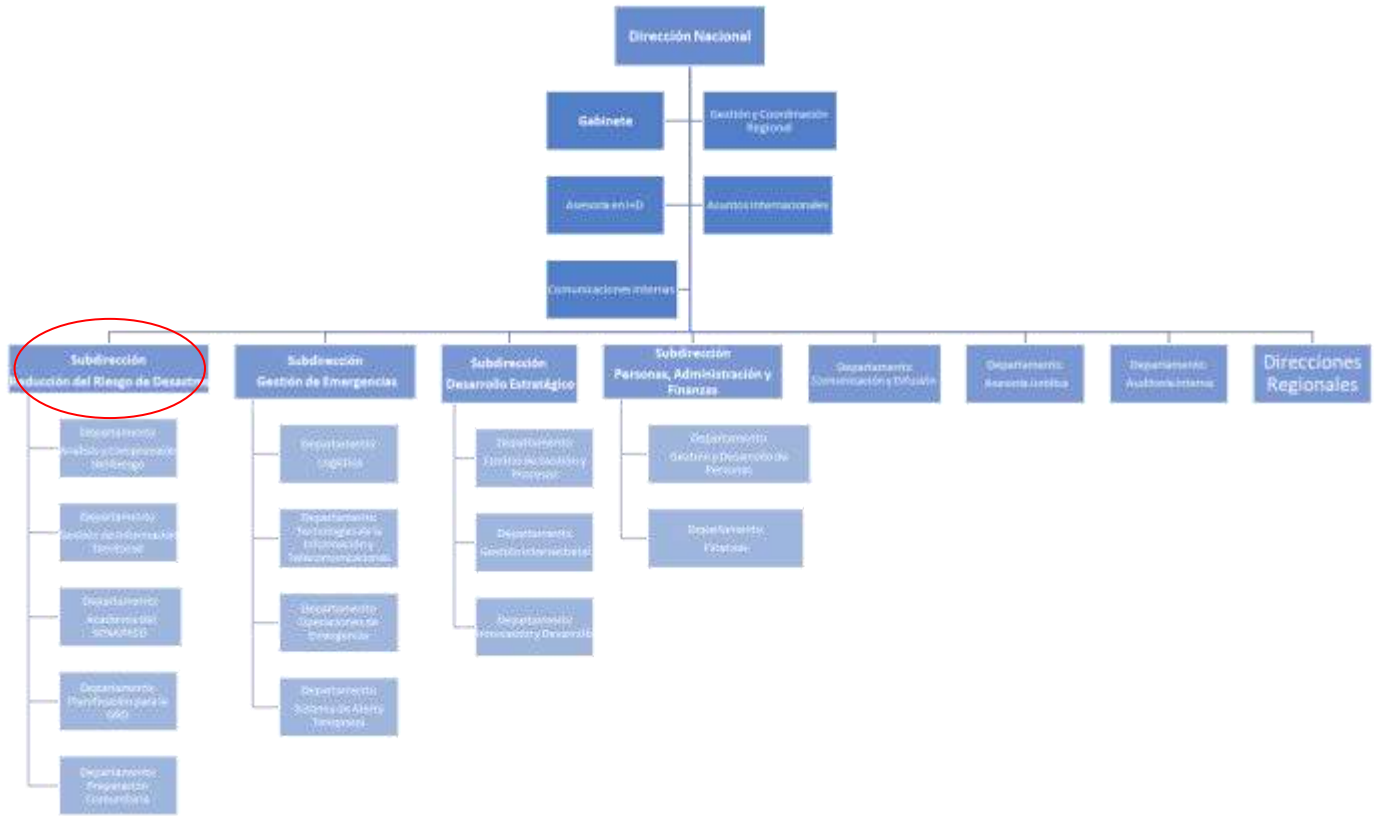 Dirección Nacional
Gabinete
Gestión y Coordinación
Regional
Asesoría en I+D
Asuntos Internacionales
Comunicaciones Internas
Subdirección
Reducción del Riesgo de Desastre
Subdirección
Gestión de Emergencias
Subdirección
Desarrollo Estratégico
Subdirección
Personas, Administración y
Finanzas
Departamento
Comunicación y Difusión
Departamento
Asesoría Jurídica
Departamento
Auditoría Interna
Direcciones
Regionales
Departamento
Análisis y Comprensión
del Riesgo
Departamento
Gestión de Información
Territorial
Departamento
Academia del
Departamento
Planificación para la
GRD
Departamento
Preparación
Comunitaria
Departamento
Logística
Departamento
Tecnologías de la
Información y
Telecomunicaciones
Departamento
Operaciones de
Emergencia
Departamento
Sistema de Alerta
Temprana
Departamento
y
Procesos
Departamento
Gestión Intersectorial
Departamento
Innovación y Desarrollo
Departamento
Gestión y Desarrollo de
Personas
Departamento
Finanzas